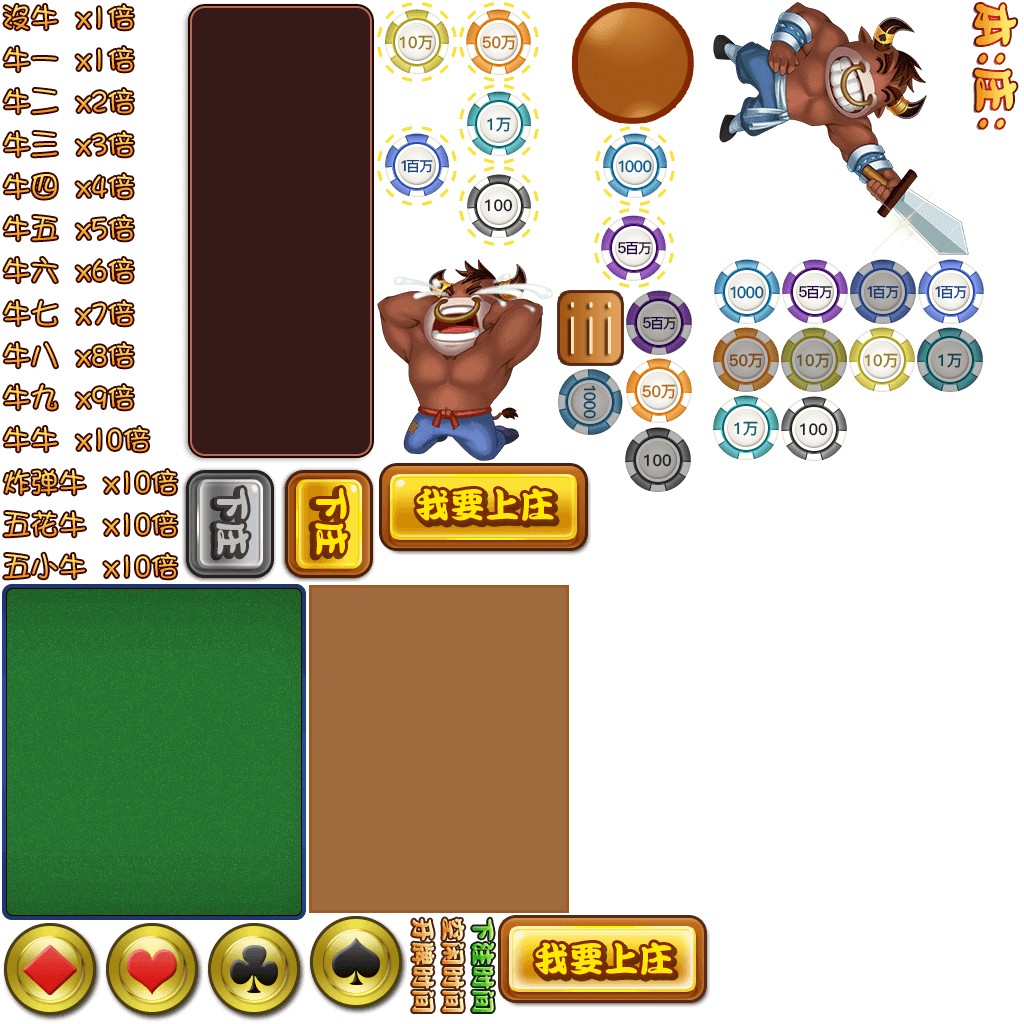 没牛 x1倍
牛一 x1倍
牛二 x2倍
牛三 x3倍
牛四 x4倍
牛五 x5倍
牛六 x6倍
牛七 x7倍
牛八 x8倍
牛九 x9倍
牛牛 x10倍
炸弹牛 x10倍
五花牛 x10倍
五小牛 x10倍
10万
50万
1万
1百万
100
1000
5百万
本:庄:
1000
5百万
1百万
1百万
50万
10万
10万
1万
1万
100
5百万
1000
50万
100
下庄
下庄
我要上庄
开牌时间
空闲时间
下注时间
我要上庄